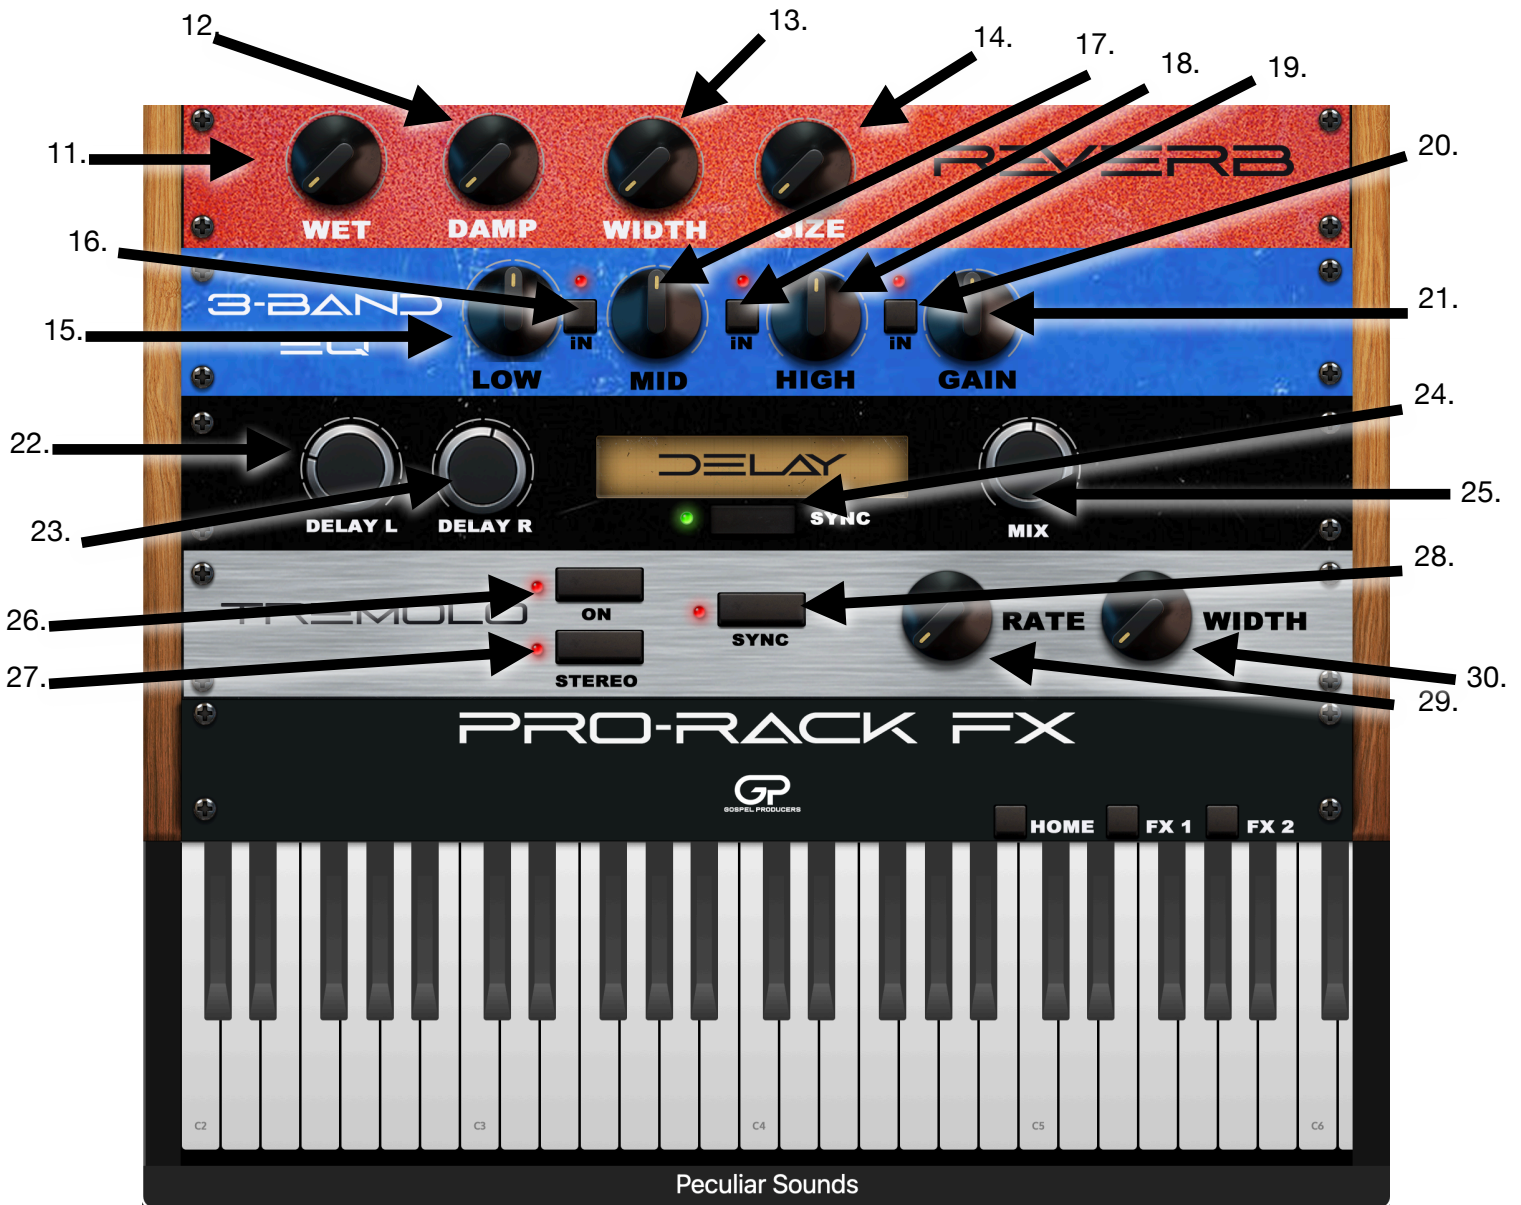 12.
13.
14.
17.
18.
19.
11.
20.
REVERB
WET
DAMP
WIDTH
SIZE
16.
3-BAND
EQ
15.
21.
iN
iN
iN
LOW
MID
HIGH
GAIN
24.
22.
DELAY
25.
23.
DELAY L
DELAY R
SYNC
MIX
28.
26.
TREMOLO
ON
SYNC
RATE
WIDTH
27.
STEREO
30.
29.
PRO-RACK FX
GP
GOSPEL PRODUCERS
HOME
FX 1
FX 2
C2
C3
C4
C5
C6
Peculiar Sounds